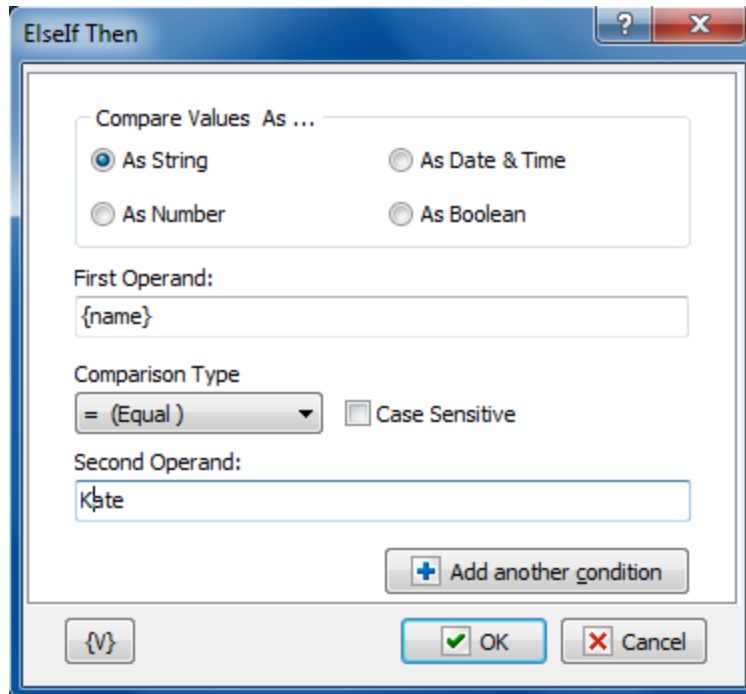 ElseIf Then
?
Compare Values As ...
As String
As Date & Time
As Number
As Boolean
First Operand:
{name}
Comparison Type
= (Equal )
Case Sensitive
Second Operand:
Kate
Add another condition
{V}
OK
Cancel